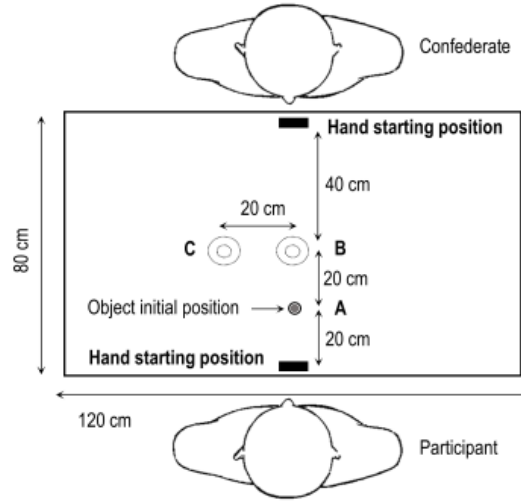 Confederate
Hand starting position
40 cm
20 cm
C
B
80 cm
20 cm
Object initial position
A
20 cm
Hand starting position
120 cm
Participant